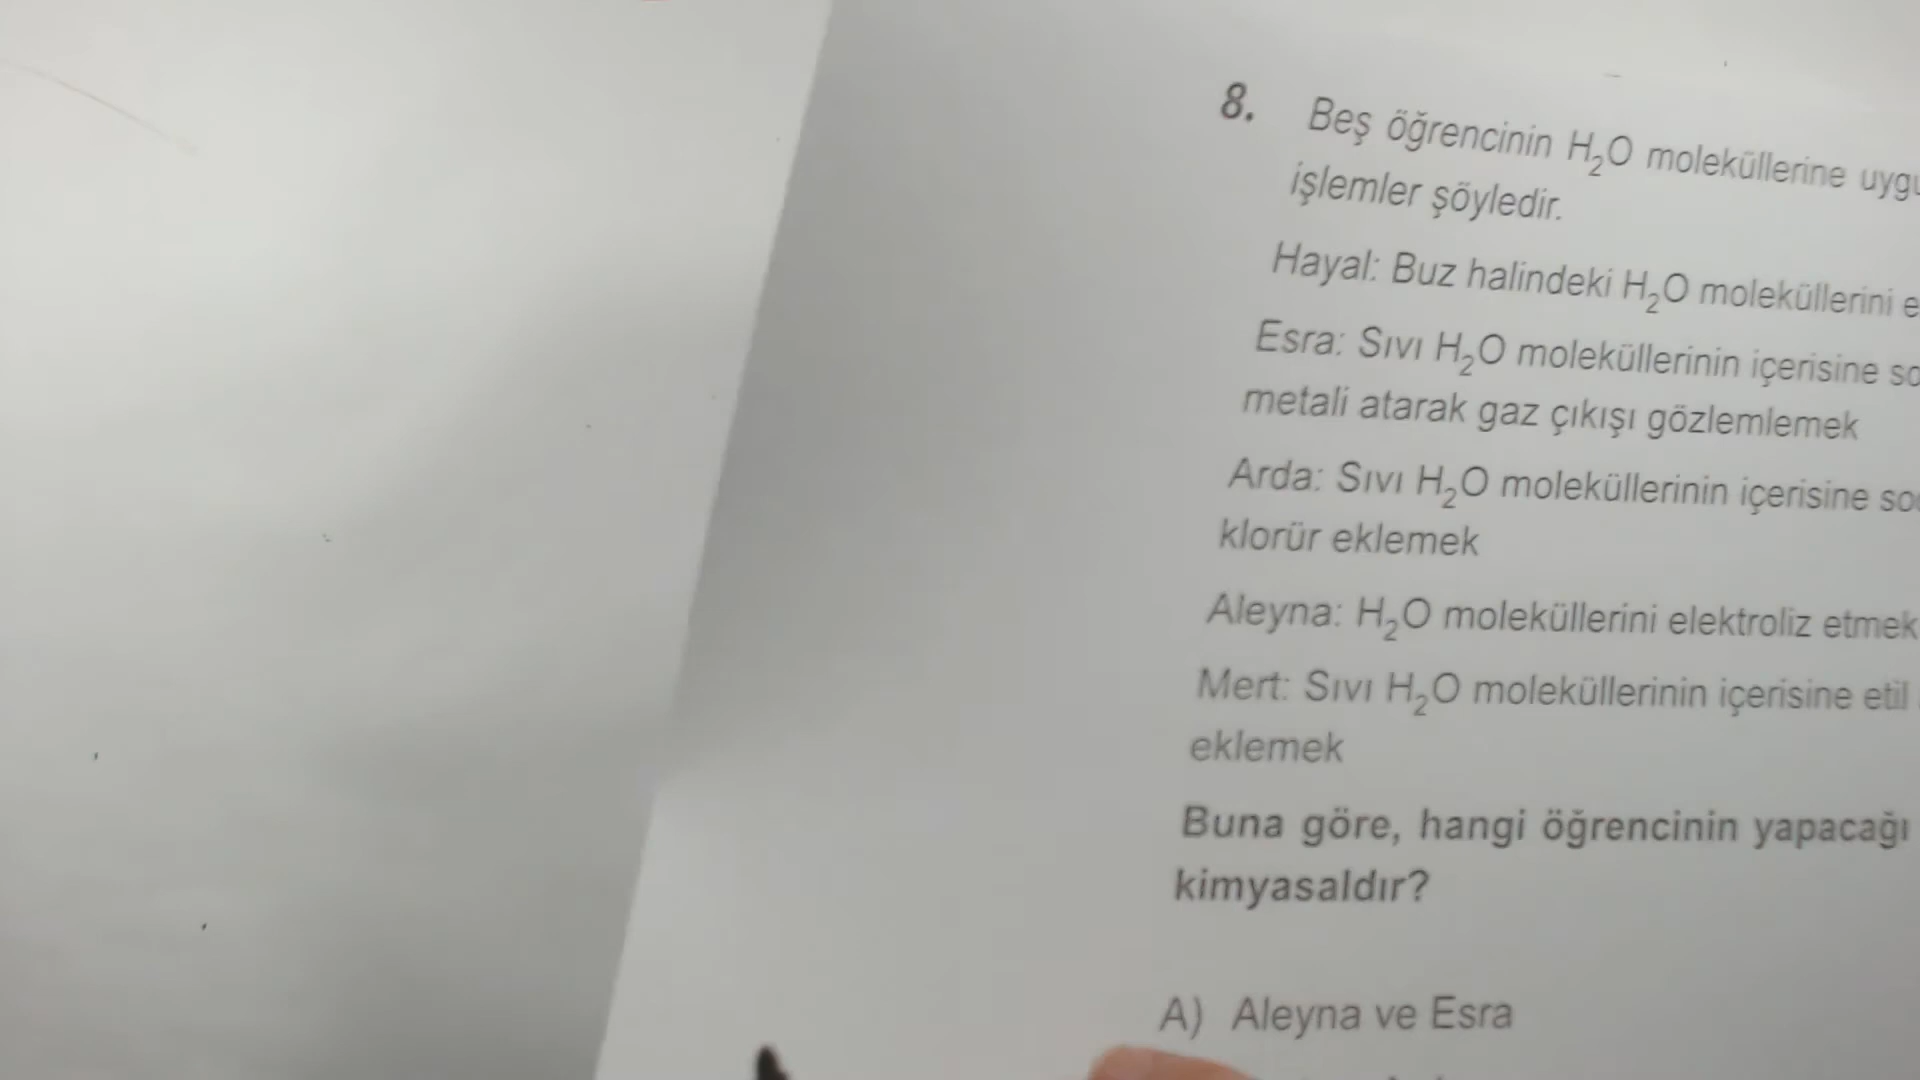 8. Beş öğrencinin H₂O moleküllerine
işlemler şöyledir.
Hayal: Buz halindeki H₂O moleküllerini
Esra: Sıvı H₂O moleküllerinin içerisine
metali atarak gaz çıkışı gözlemlemek
Arda: Sıvı H₂O moleküllerinin içerisine
klorür eklemek
Aleyna: H₂O moleküllerini elektroliz etmek
Mert: Sıvı H₂O moleküllerinin içerisine etil
eklemek
Buna göre, hangi öğrencinin yapacağı
kimyasaldır?
A) Aleyna ve Esra